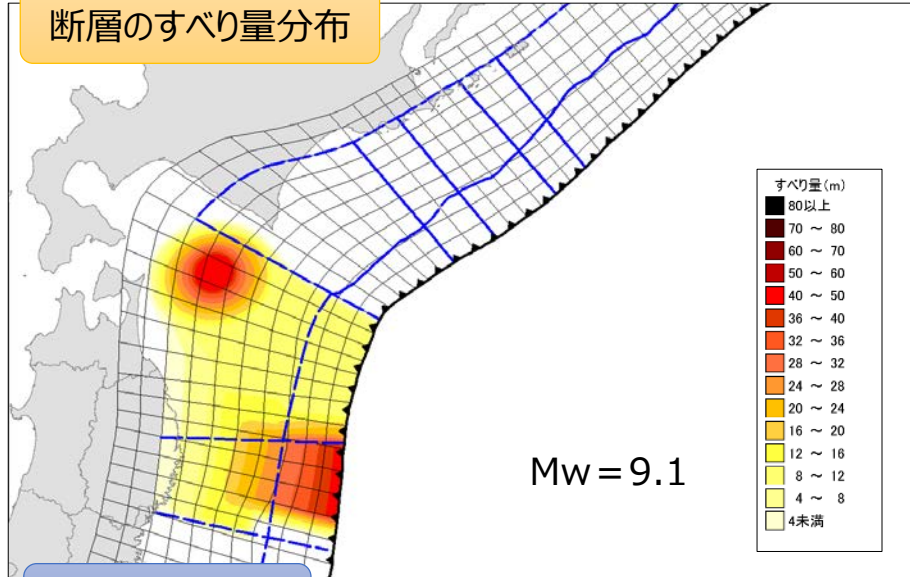 断層のすべり量分布
すべり量(m)
80以上
70 ～ 80
60 ～ 70
50 ～ 60
40 ～ 50
36 ～ 40
32 ～ 36
28 ～ 32
24 ～ 28
20 ～ 24
16 ～ 20
12 ～ 16
8 ～ 12
4 ～ 8
4未満
Mw＝9.1